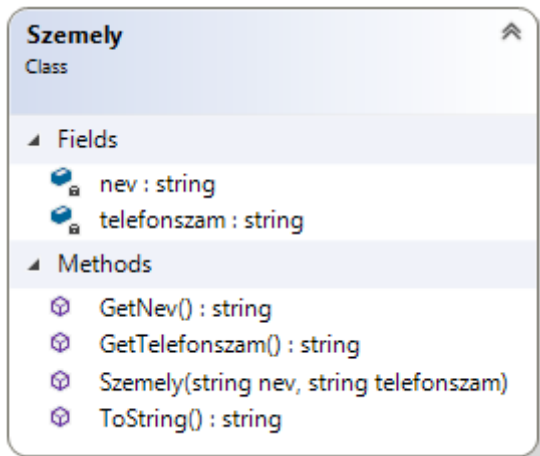 Szemely
Class
Fields
nev : string
telefonszam : string
Methods
GetNev() : string
GetTelefonszam() : string
Szemely(string nev, string telefonszam)
ToString() : string